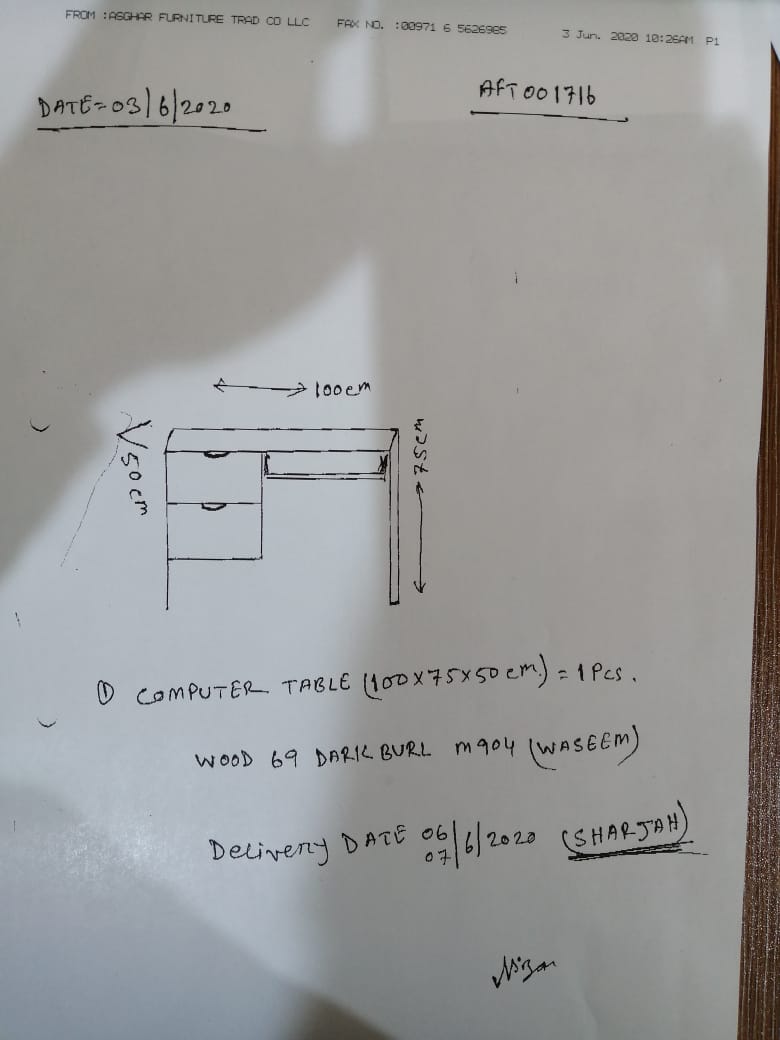 FROM :ASGHAR FURNITURE TRAD CO LLC FAX NO. :00971 6 5626985 3 Jun. 2020 10:26AM P1
DATE=03/6/2020
AFT001716
100cm
50cm
75cm
① COMPUTER TABLE (100X75X50cm) = 1Pcs.
WOOD 69 DARK BURL M904 (WASEEM)
Delivery DATE 06/6/2020 (SHARJAH)
07